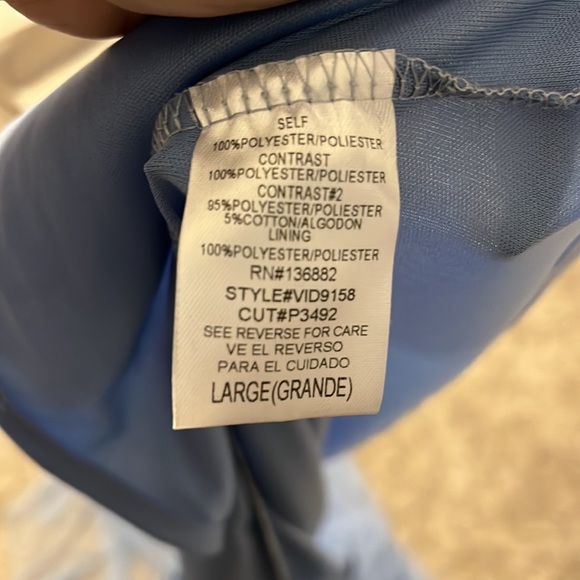 SELF
100%POLYESTER/POLIESTER
CONTRAST
100%POLYESTER/POLIESTER
CONTRAST#2
95%POLYESTER/POLIESTER
5%COTTON/ALGODON
LINING
100%POLYESTER/POLIESTER
RN#136882
STYLE#VID9158
CUT#P3492
SEE REVERSE FOR CARE
VE EL REVERSO
PARA EL CUIDADO
LARGE(GRANDE)